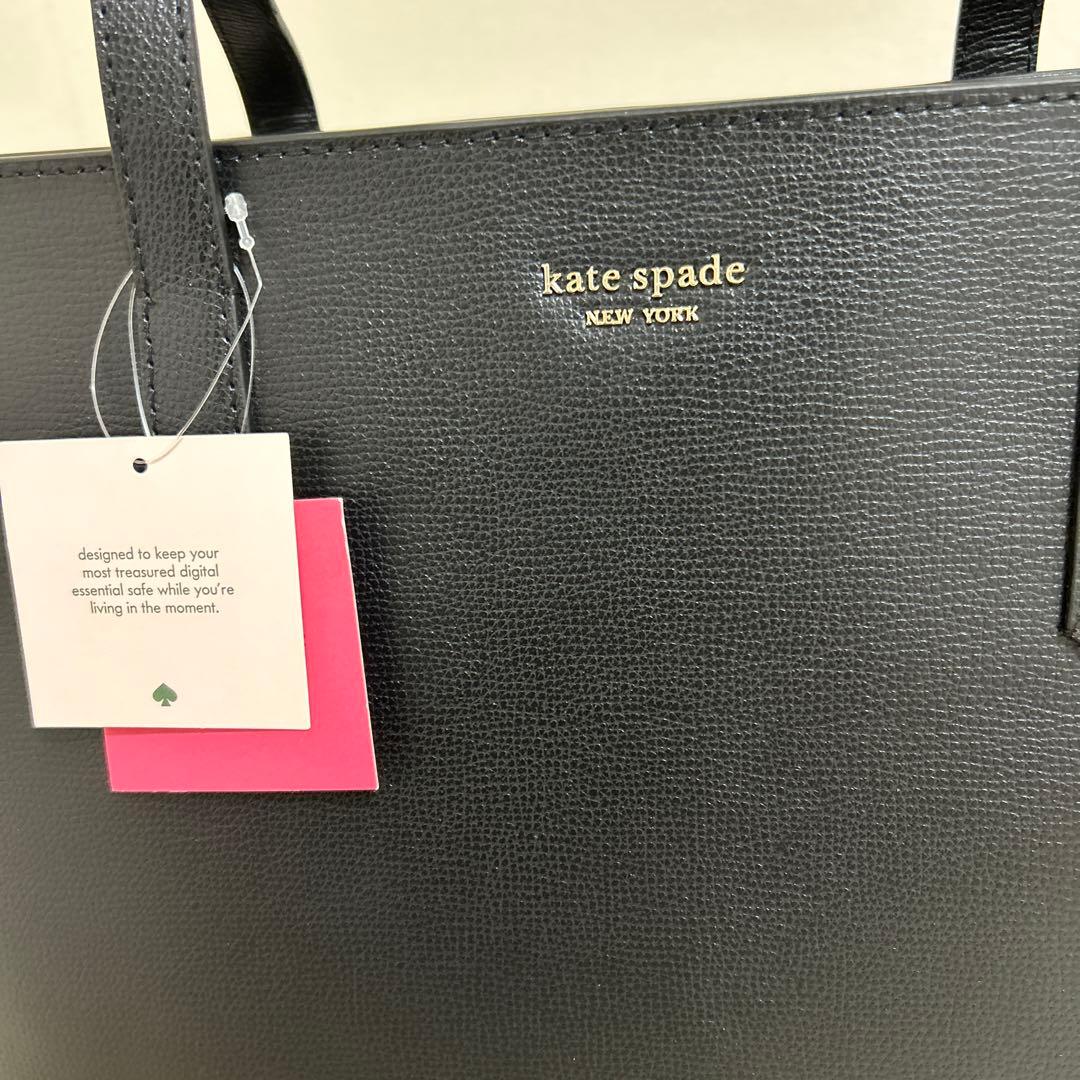 kate spade
NEW YORK
designed to keep your
most treasured digital
essential safe while you're
living in the moment.